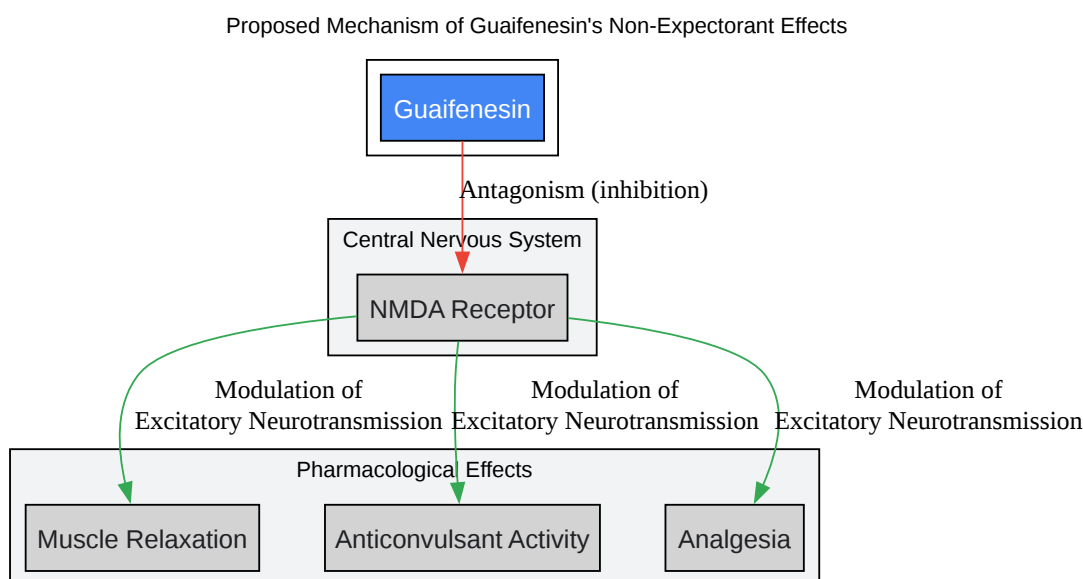 Proposed Mechanism of Guaifenesin's Non-Expectorant Effects
Guaifenesin
Antagonism (inhibition)
Central Nervous System
NMDA Receptor
Modulation of
Excitatory Neurotransmission
Modulation of
Excitatory Neurotransmission
Modulation of
Excitatory Neurotransmission
Pharmacological Effects
Muscle Relaxation
Anticonvulsant Activity
Analgesia